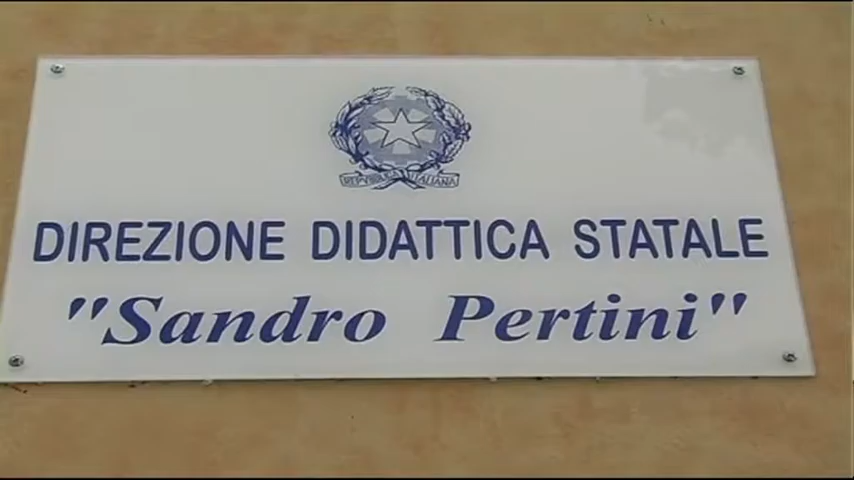 REPVBBLICA ITALIANA
DIREZIONE DIDATTICA STATALE
"Sandro Pertini"